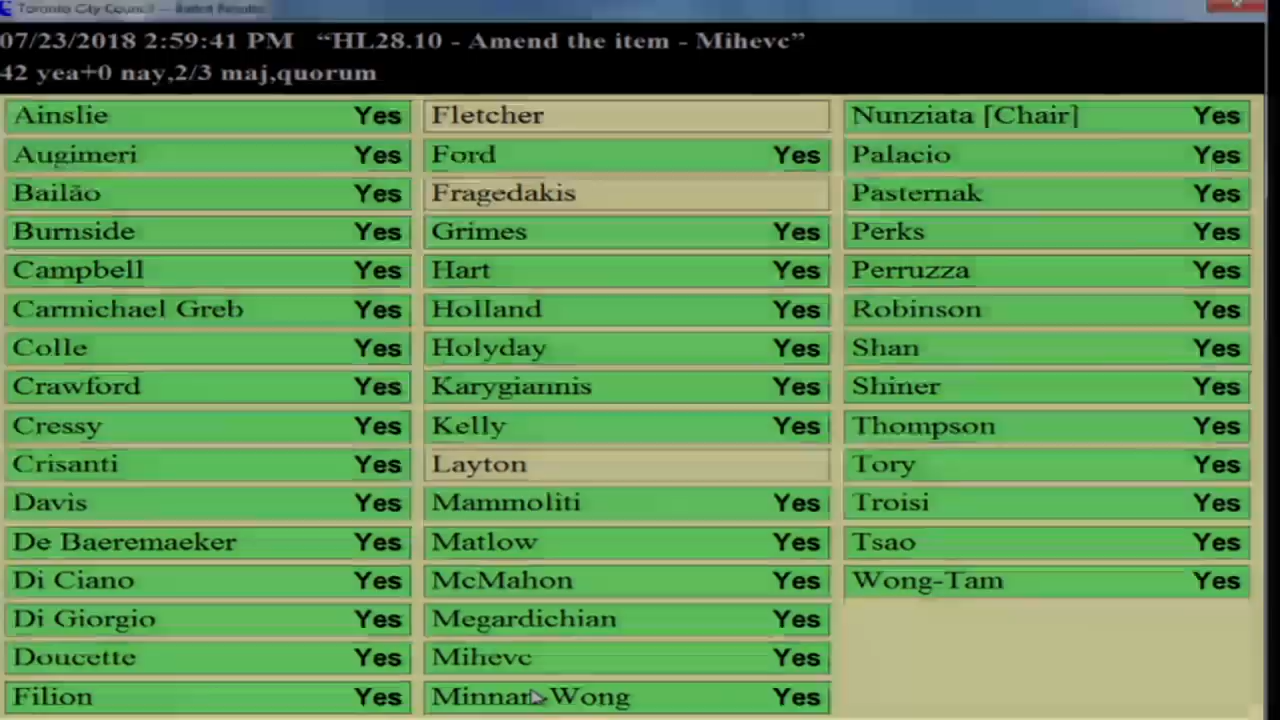 Toronto City Council — Ballot Results
07/23/2018 2:59:41 PM “HL28.10 - Amend the item - Mihevc”
42 yea+0 nay,2/3 maj,quorum
Ainslie Yes
Augimeri Yes
Bailão Yes
Burnside Yes
Campbell Yes
Carmichael Greb Yes
Colle Yes
Crawford Yes
Cressy Yes
Crisanti Yes
Davis Yes
De Baeremaeker Yes
Di Ciano Yes
Di Giorgio Yes
Doucette Yes
Filion Yes
Fletcher
Ford Yes
Fragedakis
Grimes Yes
Hart Yes
Holland Yes
Holyday Yes
Karygiannis Yes
Kelly Yes
Layton
Mammoliti Yes
Matlow Yes
McMahon Yes
Megardichian Yes
Mihevc Yes
Minnan-Wong Yes
Nunziata [Chair] Yes
Palacio Yes
Pasternak Yes
Perks Yes
Perruzza Yes
Robinson Yes
Shan Yes
Shiner Yes
Thompson Yes
Tory Yes
Troisi Yes
Tsao Yes
Wong-Tam Yes